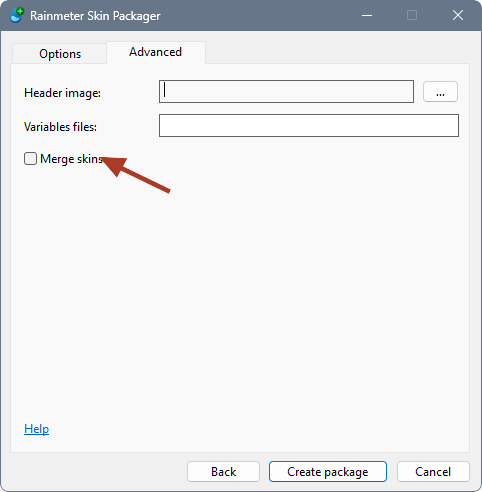 Rainmeter Skin Packager
Options
Advanced
Header image:
...
Variables files:
Merge skins
Help
Back
Create package
Cancel